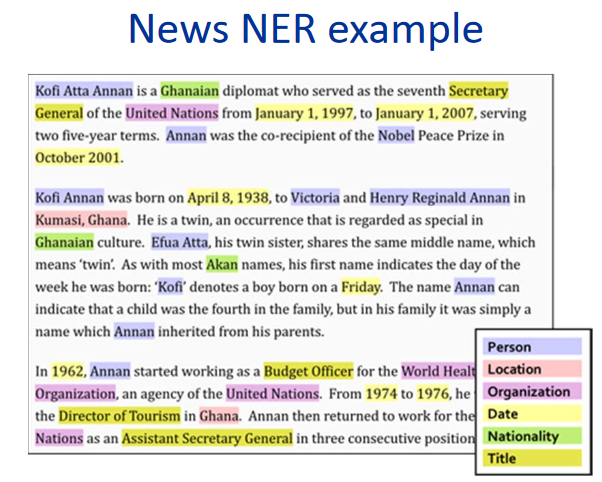 News NER example
Kofi Atta Annan is a Ghanaian diplomat who served as the seventh Secretary
General of the United Nations from January 1, 1997, to January 1, 2007, serving
two five-year terms. Annan was the co-recipient of the Nobel Peace Prize in
October 2001.
Kofi Annan was born on April 8, 1938, to Victoria and Henry Reginald Annan in
Kumasi, Ghana. He is a twin, an occurrence that is regarded as special in
Ghanaian culture. Efua Atta, his twin sister, shares the same middle name, which
means ‘twin’. As with most Akan names, his first name indicates the day of the
week he was born: ‘Kofi’ denotes a boy born on a Friday. The name Annan can
indicate that a child was the fourth in the family, but in his family it was simply a
name which Annan inherited from his parents.
In 1962, Annan started working as a Budget Officer for the World Healt
Organization, an agency of the United Nations. From 1974 to 1976, he
the Director of Tourism in Ghana. Annan then returned to work for the
Nations as an Assistant Secretary General in three consecutive position
Person
Location
Organization
Date
Nationality
Title